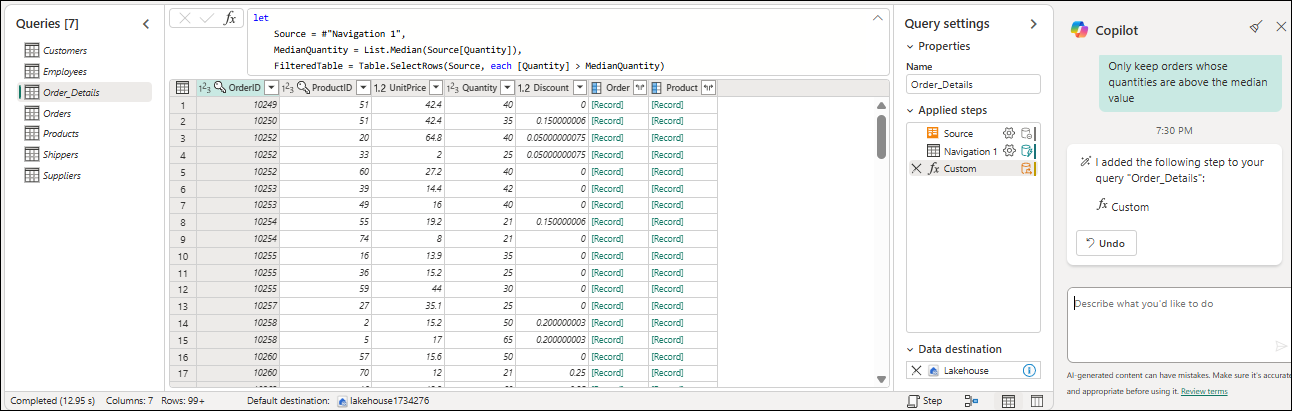 Queries [7]
Customers
Employees
Order_Details
Orders
Products
Shippers
Suppliers
fx
let
Source = #"Navigation 1",
MedianQuantity = List.Median(Source[Quantity]),
FilteredTable = Table.SelectRows(Source, each [Quantity] > MedianQuantity)
1²3 OrderID 1²3 ProductID 1.2 UnitPrice 1²3 Quantity 1.2 Discount Order Product
1 10249 51 42.4 40 0 [Record] [Record]
2 10250 51 42.4 35 0.150000006 [Record] [Record]
3 10252 20 64.8 40 0.05000000075 [Record] [Record]
4 10252 33 2 25 0.05000000075 [Record] [Record]
5 10252 60 27.2 40 0 [Record] [Record]
6 10253 39 14.4 42 0 [Record] [Record]
7 10253 49 16 40 0 [Record] [Record]
8 10254 55 19.2 21 0.150000006 [Record] [Record]
9 10254 74 8 21 0 [Record] [Record]
10 10255 16 13.9 35 0 [Record] [Record]
11 10255 36 15.2 25 0 [Record] [Record]
12 10255 59 44 30 0 [Record] [Record]
13 10257 27 35.1 25 0 [Record] [Record]
14 10258 2 15.2 50 0.200000003 [Record] [Record]
15 10258 5 17 65 0.200000003 [Record] [Record]
16 10260 57 15.6 50 0 [Record] [Record]
17 10260 70 12 21 0.25 [Record] [Record]
Completed (12.95 s) Columns: 7 Rows: 99+ Default destination: lakehouse1734276
Step
Query settings
Properties
Name
Order_Details
Applied steps
Source
Navigation 1
fx Custom
Data destination
Lakehouse
Copilot
Only keep orders whose
quantities are above the median
value
7:30 PM
I added the following step to your
query "Order_Details":
fx Custom
Undo
Describe what you'd like to do
AI-generated content can have mistakes. Make sure it's accurate
and appropriate before using it. Review terms